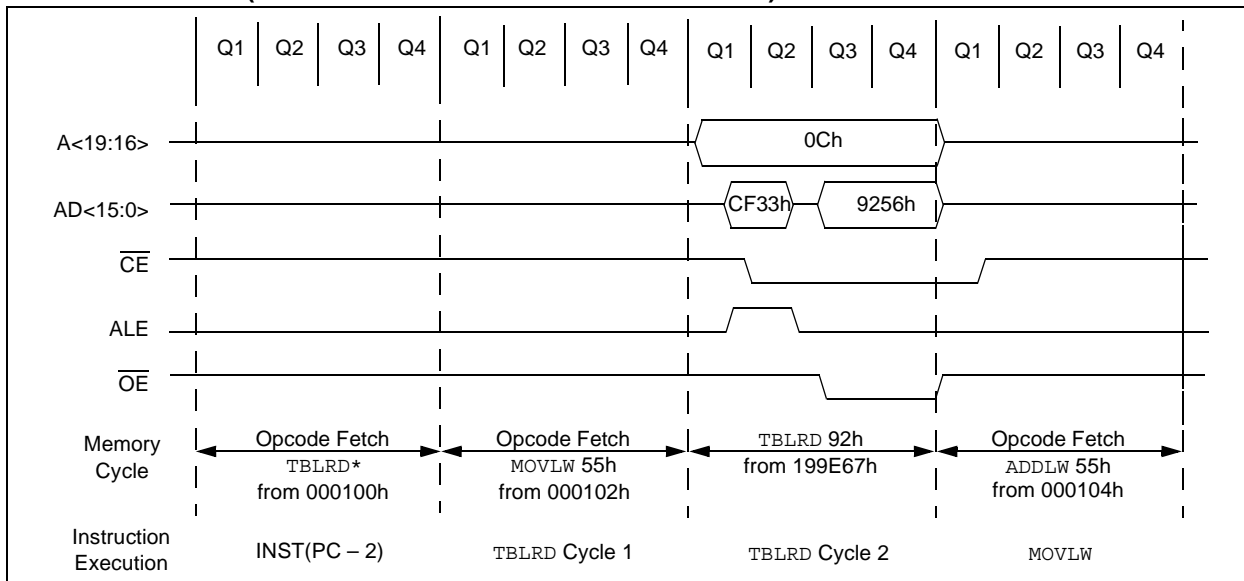 Q1 Q2 Q3 Q4 Q1 Q2 Q3 Q4 Q1 Q2 Q3 Q4 Q1 Q2 Q3 Q4
A<19:16> 0Ch
AD<15:0> CF33h 9256h
CE
ALE
OE
Memory
Cycle
Opcode Fetch
TBLRD*
from 000100h
Opcode Fetch
MOVLW 55h
from 000102h
TBLRD 92h
from 199E67h
Opcode Fetch
ADDLW 55h
from 000104h
Instruction
Execution
INST(PC – 2)
TBLRD Cycle 1
TBLRD Cycle 2
MOVLW